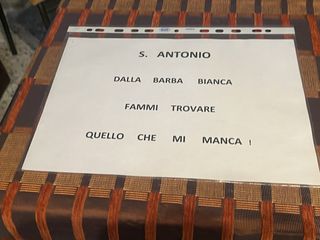 S. ANTONIO
DALLA BARBA BIANCA
FAMMI TROVARE
QUELLO CHE MI MANCA !